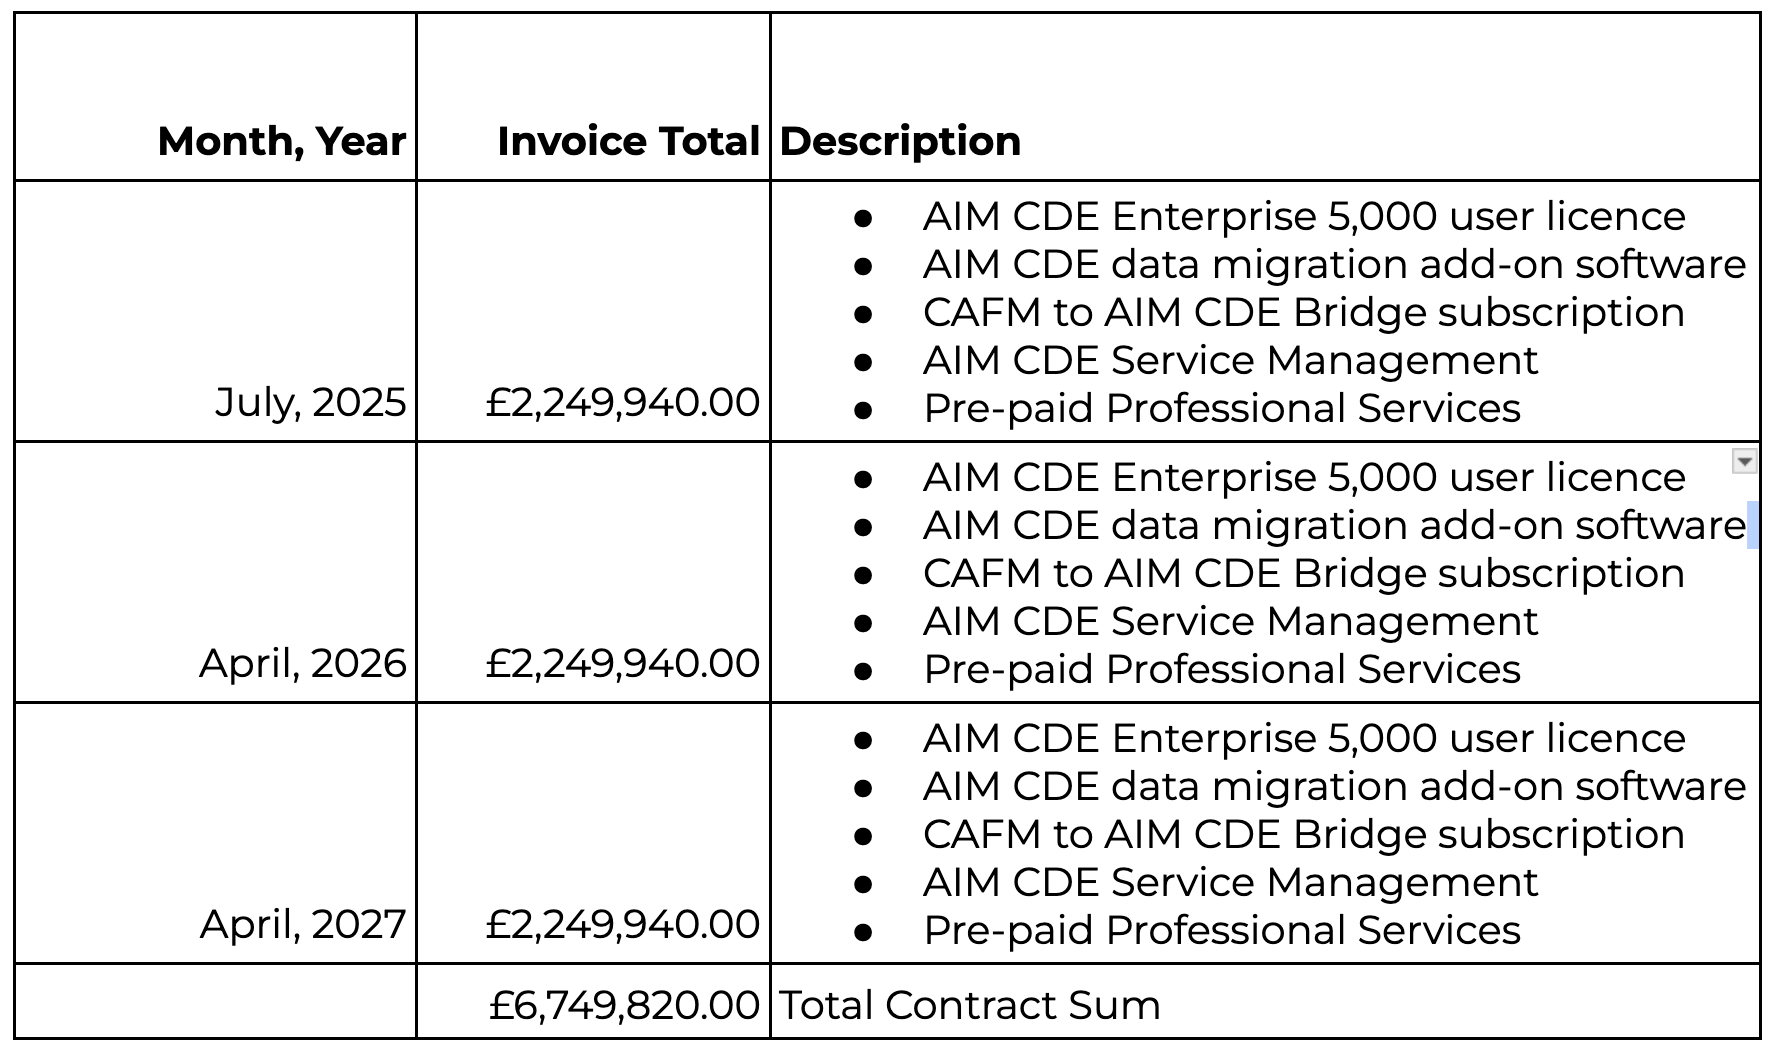 Month, Year Invoice Total Description
● AIM CDE Enterprise 5,000 user licence
● AIM CDE data migration add-on software
● CAFM to AIM CDE Bridge subscription
● AIM CDE Service Management
July, 2025 £2,249,940.00 ● Pre-paid Professional Services
● AIM CDE Enterprise 5,000 user licence
● AIM CDE data migration add-on software
● CAFM to AIM CDE Bridge subscription
● AIM CDE Service Management
April, 2026 £2,249,940.00 ● Pre-paid Professional Services
● AIM CDE Enterprise 5,000 user licence
● AIM CDE data migration add-on software
● CAFM to AIM CDE Bridge subscription
● AIM CDE Service Management
April, 2027 £2,249,940.00 ● Pre-paid Professional Services
£6,749,820.00 Total Contract Sum